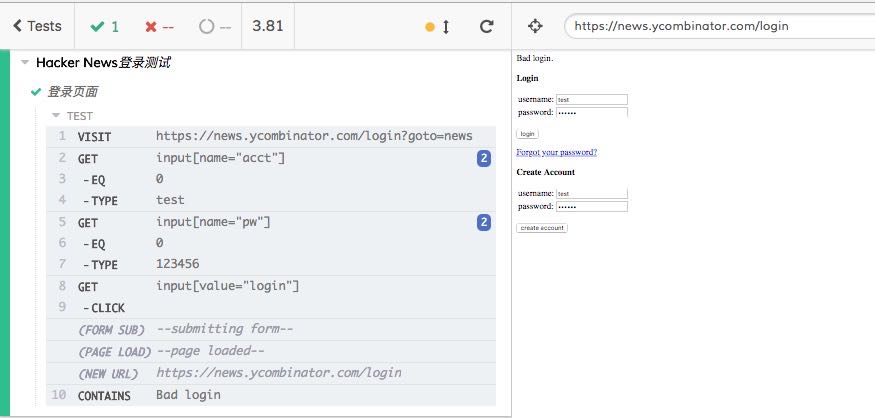 Tests
1
--
--
3.81
https://news.ycombinator.com/login
Hacker News登录测试
登录页面
TEST
1 VISIT https://news.ycombinator.com/login?goto=news
2 GET input[name="acct"] 2
3 -EQ 0
4 -TYPE test
5 GET input[name="pw"] 2
6 -EQ 0
7 -TYPE 123456
8 GET input[value="login"]
9 -CLICK
(FORM SUB) --submitting form--
(PAGE LOAD) --page loaded--
(NEW URL) https://news.ycombinator.com/login
10 CONTAINS Bad login
Bad login.
Login
username: test
password: ••••••
login
Forgot your password?
Create Account
username: test
password: ••••••
create account